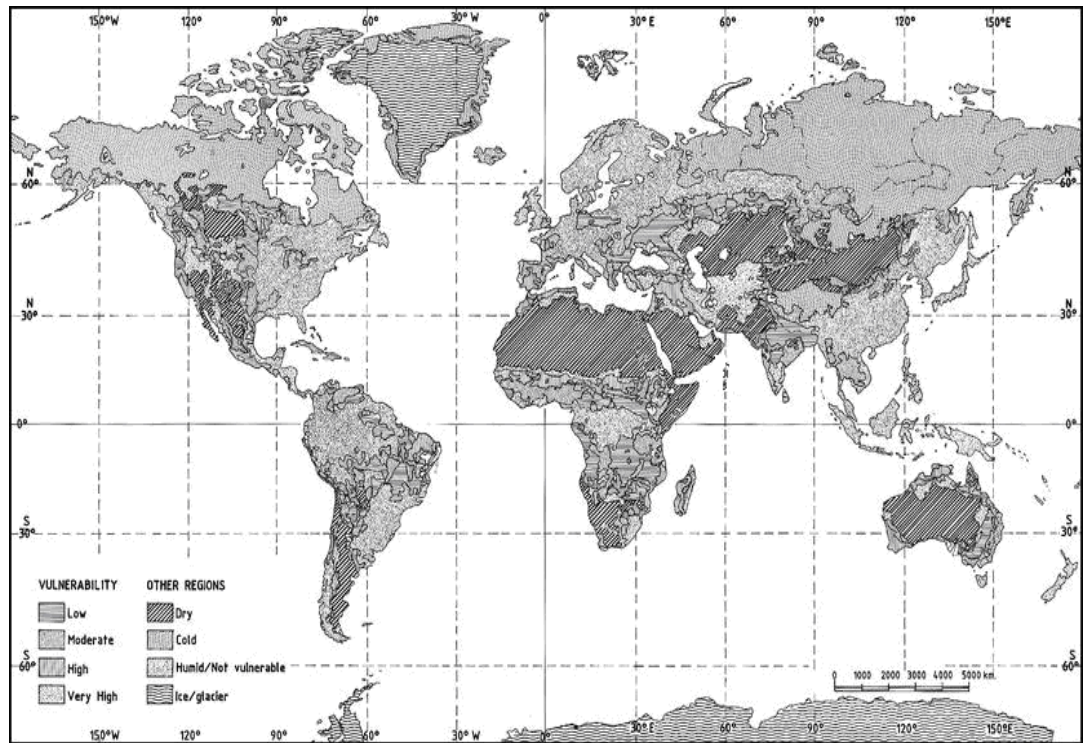 150°W 120° 90° 60° 30°W 0° 30°E 60° 90° 120° 150°E
N N
60° 60°
N N
30° 30°
0° 0°
S S
30° 30°
S S
60° 60°
VULNERABILITY
Low
Moderate
High
Very High
OTHER REGIONS
Dry
Cold
Humid/Not vulnerable
Ice/glacier
0 1000 2000 3000 4000 5000 km.
150°W 120° 90° 60° 30°W 0° 30°E 60° 90° 120° 150°E